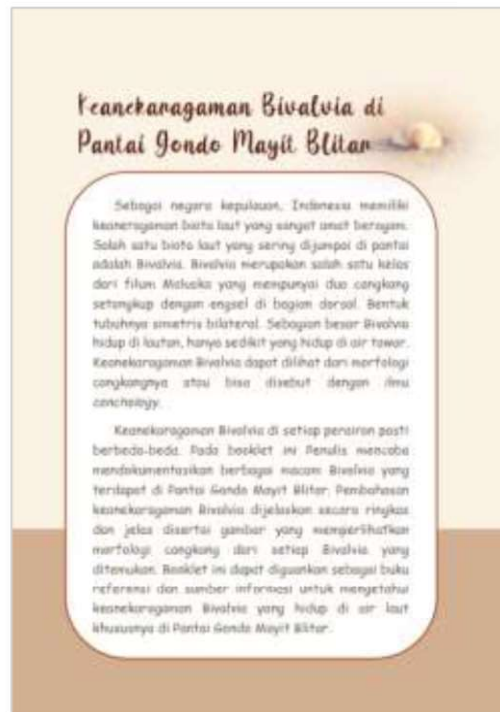 Keanekaragaman Bivalvia di
Pantai Gondo Mayit Blitar
Sebagai negara kepulauan, Indonesia memiliki
keaneragaman biota laut yang sangat amat beragam.
Salah satu biota laut yang sering dijumpai di pantai
adalah Bivalvia. Bivalvia merupakan salah satu kelas
dari filum Moluska yang mempunyai dua cangkang
setangkup dengan engsel di bagian dorsal. Bentuk
tubuhnya simetris bilateral. Sebagian besar Bivalvia
hidup di lautan, hanya sedikit yang hidup di air tawar.
Keanekaragaman Bivalvia dapat dilihat dari morfologi
cangkangnya atau bisa disebut dengan ilmu
conchology.
Keanekaragaman Bivalvia di setiap perairan pasti
berbeda-beda. Pada booklet ini Penulis mencoba
mendokumentasikan berbagai macam Bivalvia yang
terdapat di Pantai Gondo Mayit Blitar. Pembahasan
keanekaragaman Bivalvia dijelaskan secara ringkas
dan jelas disertai gambar yang memperlihatkan
morfologi cangkang dari setiap Bivalvia yang
ditemukan. Booklet ini dapat digunakan sebagai buku
referensi dan sumber informasi untuk mengetahui
keanekaragaman Bivalvia yang hidup di air laut
khususnya di Pantai Gondo Mayit Blitar.